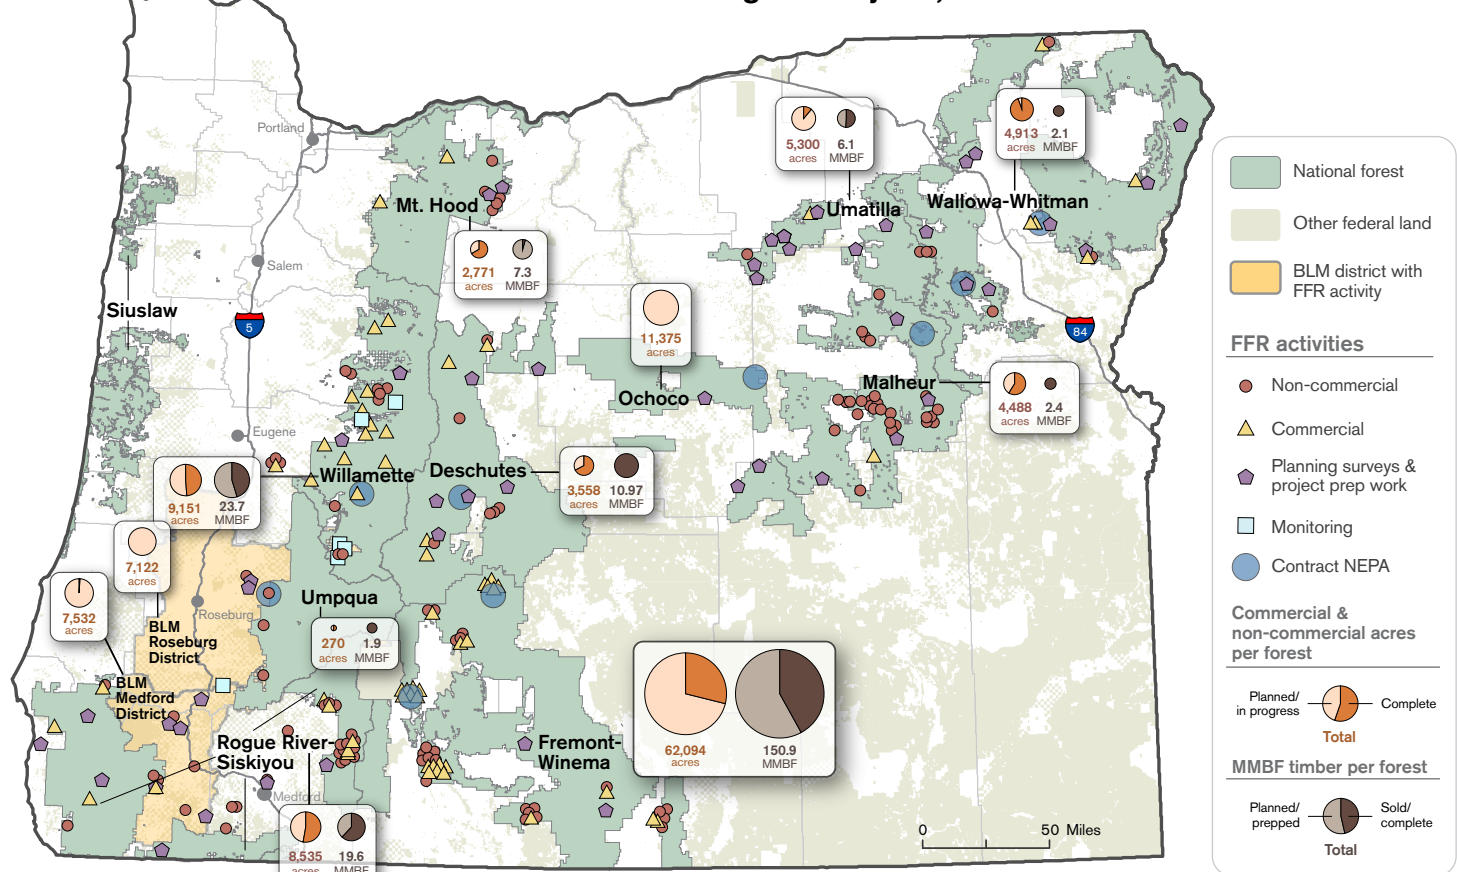 Portland
5,300
acres
6.1
MMBF
4,913
acres
2.1
MMBF
Mt. Hood
Umatilla
Wallowa-Whitman
2,771
acres
7.3
MMBF
Salem
Siuslaw
5
84
11,375
acres
Ochoco
Malheur
4,488
acres
2.4
MMBF
Eugene
Willamette
Deschutes
9,151
acres
23.7
MMBF
3,558
acres
10.97
MMBF
7,122
acres
7,532
acres
Roseburg
Umpqua
270
acres
1.9
MMBF
BLM
Roseburg
District
BLM
Medford
District
Rogue River-
Siskiyou
Medford
Fremont-
Winema
62,094
acres
150.9
MMBF
8,535
acres
19.6
MMBF
0
50 Miles
National forest
Other federal land
BLM district with
FFR activity
FFR activities
Non-commercial
Commercial
Planning surveys &
project prep work
Monitoring
Contract NEPA
Commercial &
non-commercial acres
per forest
Planned/
in progress
Complete
Total
MMBF timber per forest
Planned/
prepped
Sold/
complete
Total